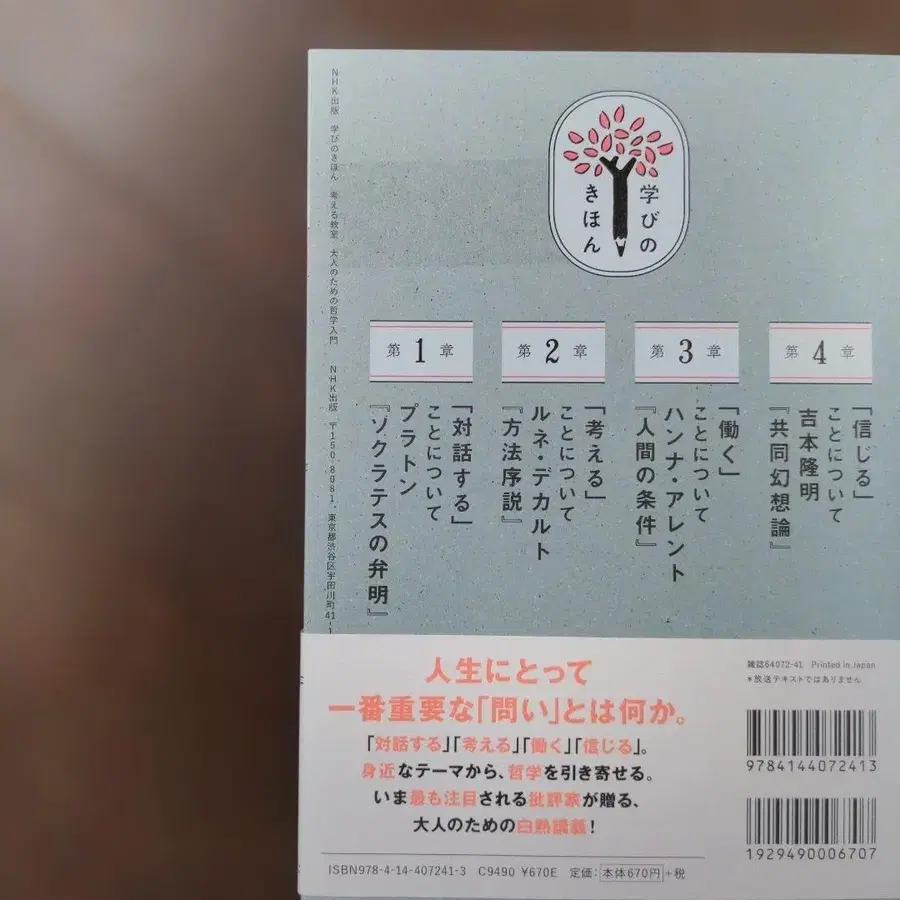 NHK出版 学びのきほん 考える教室 大人のための哲学入門 NHK出版 〒150-8081 東京都渋谷区宇田川町41-1
学びの
きほん
第1章
「対話する」
ことについて
プラトン
『ソクラテスの弁明』
第2章
「考える」
ことについて
ルネ・デカルト
『方法序説』
第3章
「働く」
ことについて
ハンナ・アレント
『人間の条件』
第4章
「信じる」
ことについて
吉本隆明
『共同幻想論』
人生にとって
一番重要な「問い」とは何か。
「対話する」「考える」「働く」「信じる」。
身近なテーマから、哲学を引き寄せる。
いま最も注目される批評家が贈る、
大人のための白熱講義!
ISBN978-4-14-407241-3 C9490 ¥670E 定価:本体670円+税
雑誌64072-41 Printed in Japan
*放送テキストではありません
9784144072413
1929490006707